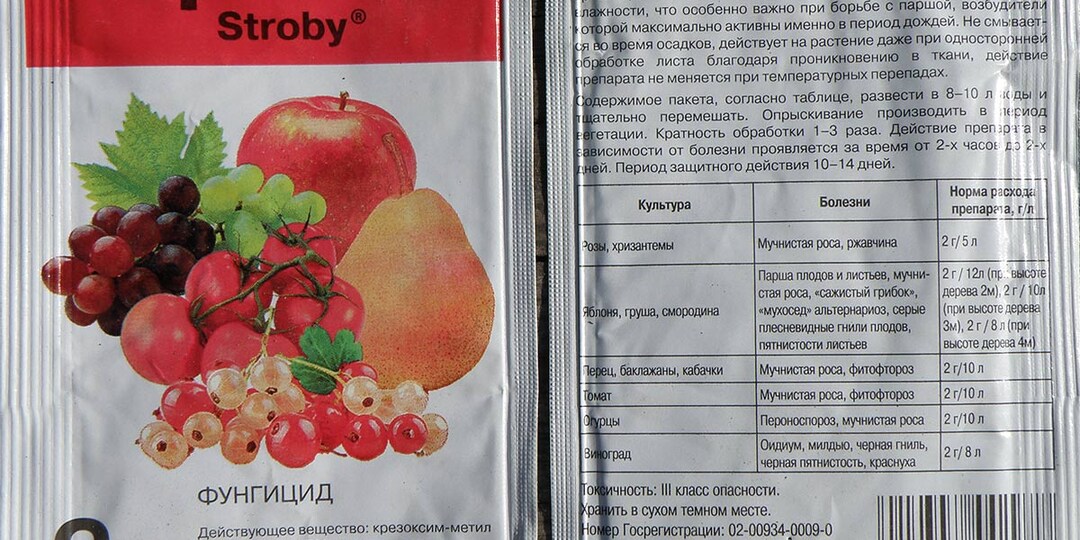 Stroby®
ФУНГИЦИД
Действующее вещество: крезоксим-метил
влажности, что особенно важно при борьбе с паршой, возбудители
которой максимально активны именно в период дождей. Не смывает-
ся во время осадков, действует на растение даже при односторонней
обработке листа благодаря проникновению в ткани, действие
препарата не меняется при температурных перепадах.
Содержимое пакета, согласно таблице, развести в 8–10 л воды и
тщательно перемешать. Опрыскивание производить в период
вегетации. Кратность обработки 1–3 раза. Действие препарата в
зависимости от болезни проявляется за время от 2-х часов до 2-х
дней. Период защитного действия 10–14 дней.
Культура Болезни Норма расхода
препарата, г/л
Розы, хризантемы Мучнистая роса, ржавчина 2 г/5 л
Яблоня, груша, смородина
Парша плодов и листьев, мучни-
стая роса, «сажистый грибок»,
«мухосед» альтернариоз, серые
плесневидные гнили плодов,
пятнистости листьев
2 г / 12л (при высоте
дерева 2м), 2 г / 10л
(при высоте дерева
3м), 2 г / 8 л (при
высоте дерева 4м)
Перец, баклажаны, кабачки Мучнистая роса, фитофтороз 2 г/10 л
Томат Мучнистая роса, фитофтороз 2 г/10 л
Огурцы Пероноспороз, мучнистая роса 2 г/10 л
Виноград Оидиум, милдью, черная гниль, 2 г/ 8 л
черная пятнистость, краснуха
Токсичность: III класс опасности.
Хранить в сухом темном месте.
Номер Госрегистрации: 02-00934-0009-0